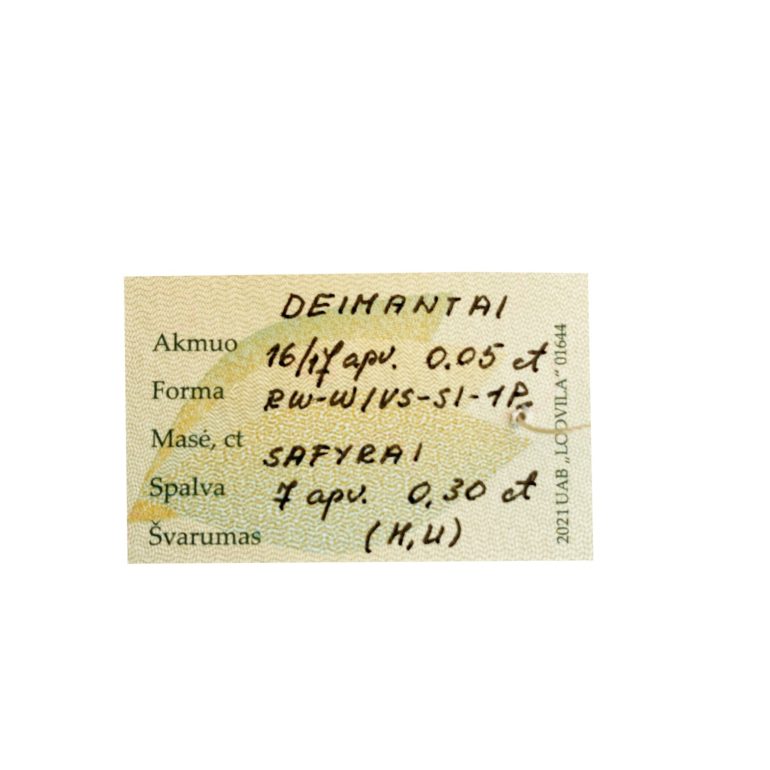 DEIMANTAI
Akmuo
16/17 apv. 0.05 ct
Forma
RW-W/VS-SI-1P
Masė, ct
SAFYRAI
Spalva
7 apv. 0,30 ct
Švarumas
(H,U)
2021 UAB „LODVILA“ 01644